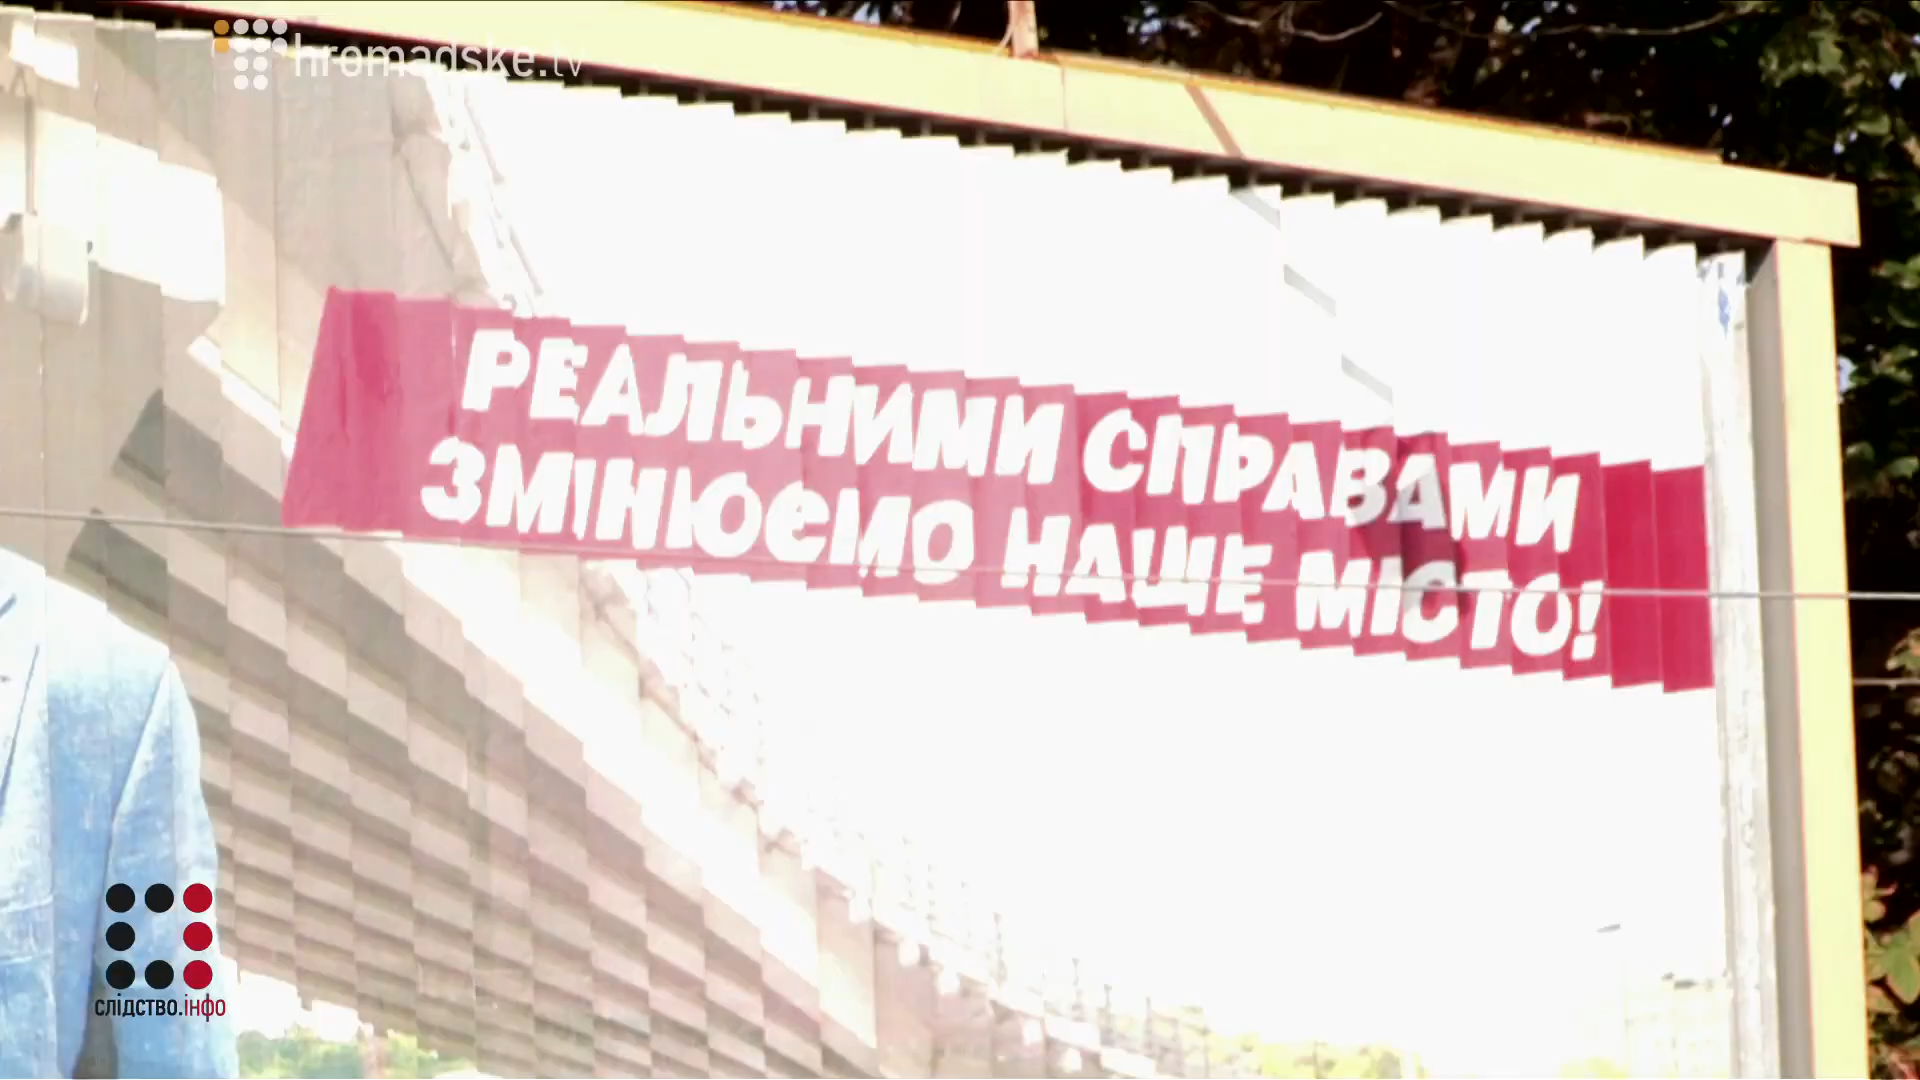 hromadske.tv
РЕАЛЬНИМИ СПРАВАМИ
ЗМІНЮЄМО НАШЕ МІСТО!
слідство.інфо